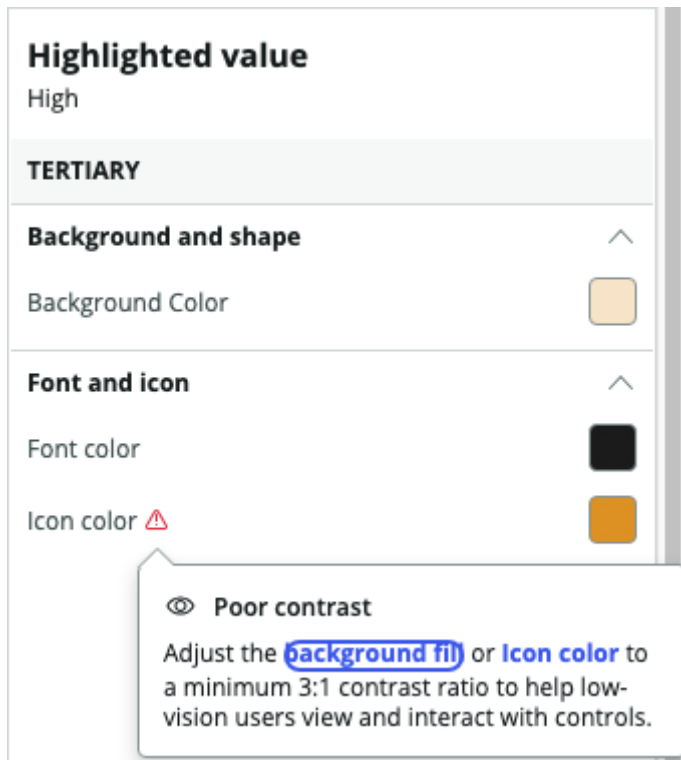 Highlighted value
High
TERTIARY
Background and shape
Background Color
Font and icon
Font color
Icon color
Poor contrast
Adjust the background fill or Icon color to
a minimum 3:1 contrast ratio to help low-
vision users view and interact with controls.